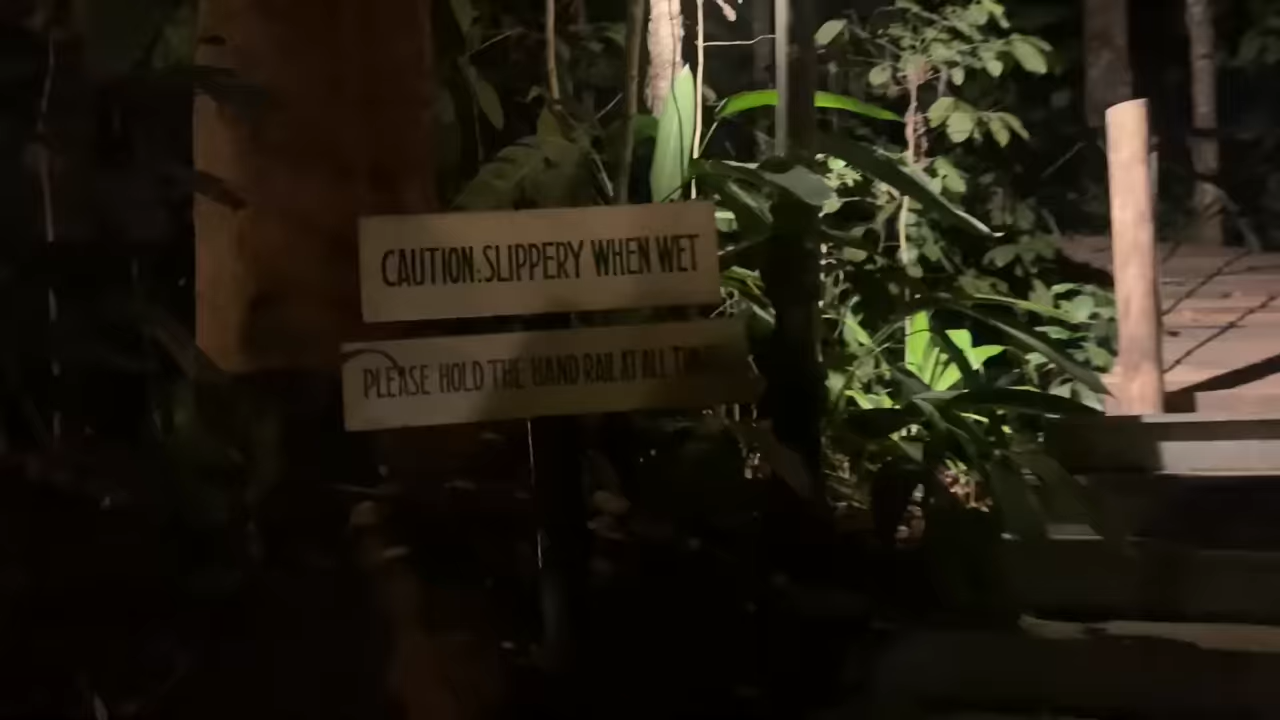 CAUTION:SLIPPERY WHEN WET
PLEASE HOLD THE HAND RAIL AT ALL